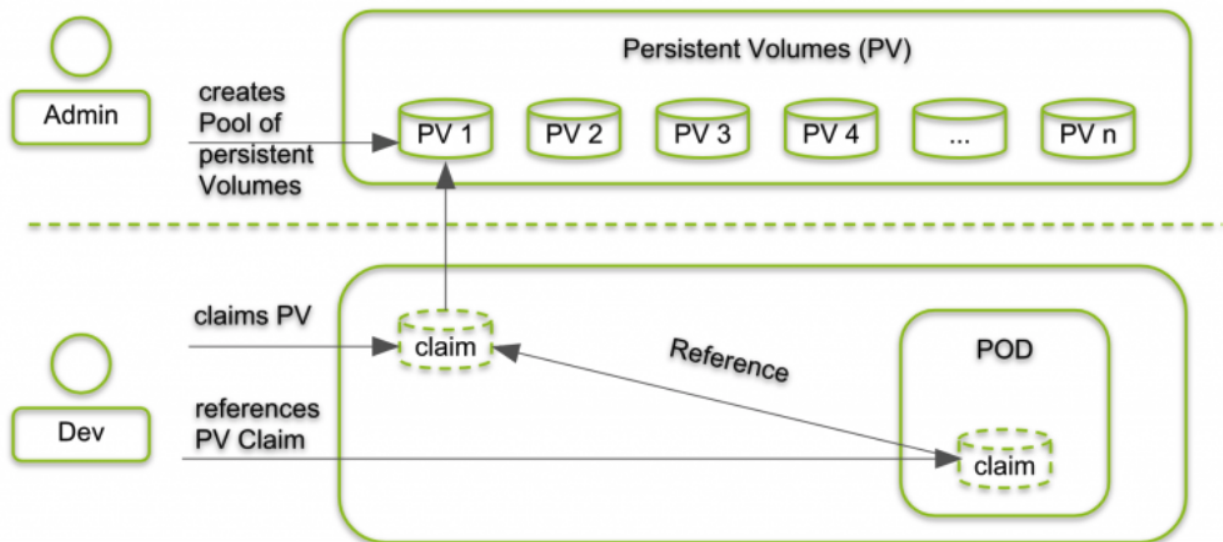 Persistent Volumes (PV)
Admin
creates
Pool of
persistent
Volumes
PV 1
PV 2
PV 3
PV 4
...
PV n
claims PV
claim
Reference
POD
Dev
references
PV Claim
claim